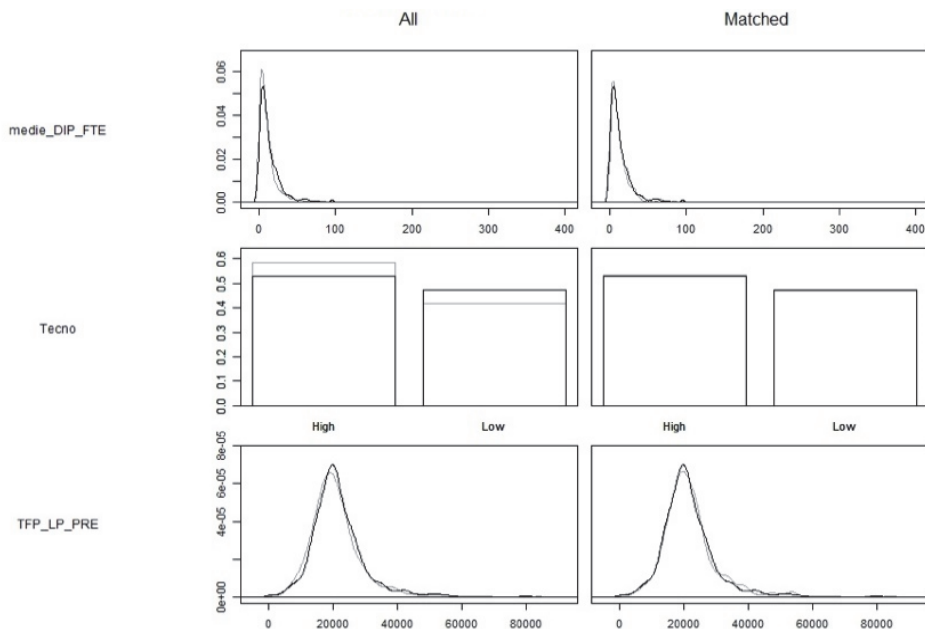 All Matched
medie_DIP_FTE
0.00 0.02 0.04 0.06
0 100 200 300 400 0 100 200 300 400
Tecno
0.0 0.1 0.2 0.3 0.4 0.5 0.6
High Low High Low
TFP_LP_PRE
0e+00 4e-05 6e-05 8e-05
0 20000 40000 60000 80000 0 20000 40000 60000 80000